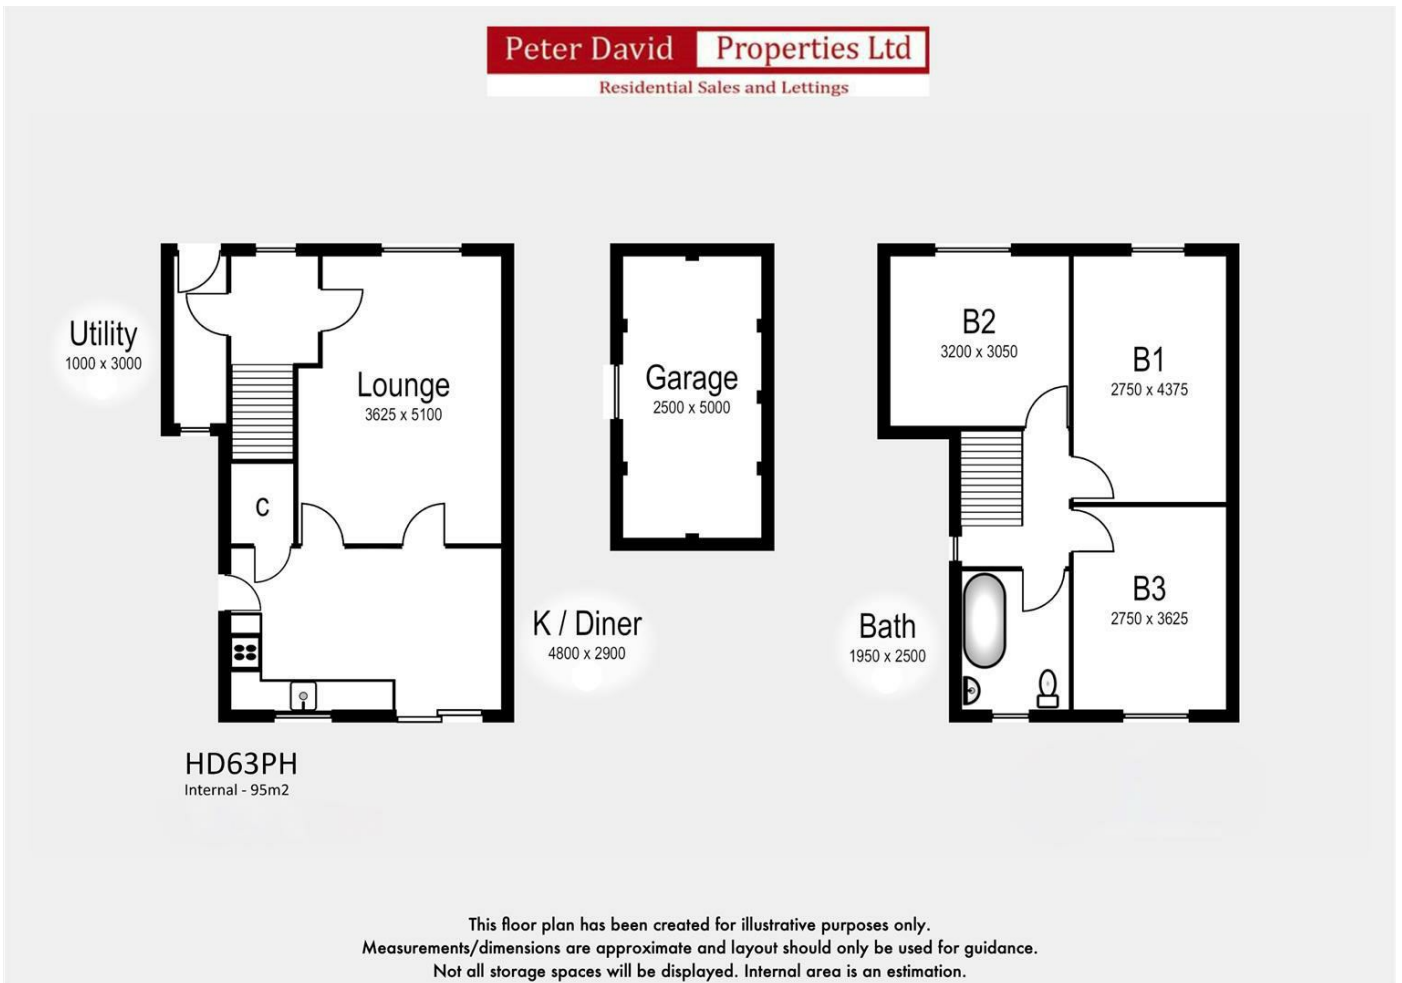 Peter David Properties Ltd
Residential Sales and Lettings
Utility
1000 x 3000
Lounge
3625 x 5100
C
K / Diner
4800 x 2900
Garage
2500 x 5000
B2
3200 x 3050
B1
2750 x 4375
B3
2750 x 3625
Bath
1950 x 2500
HD63PH
Internal - 95m2
This floor plan has been created for illustrative purposes only.
Measurements/dimensions are approximate and layout should only be used for guidance.
Not all storage spaces will be displayed. Internal area is an estimation.